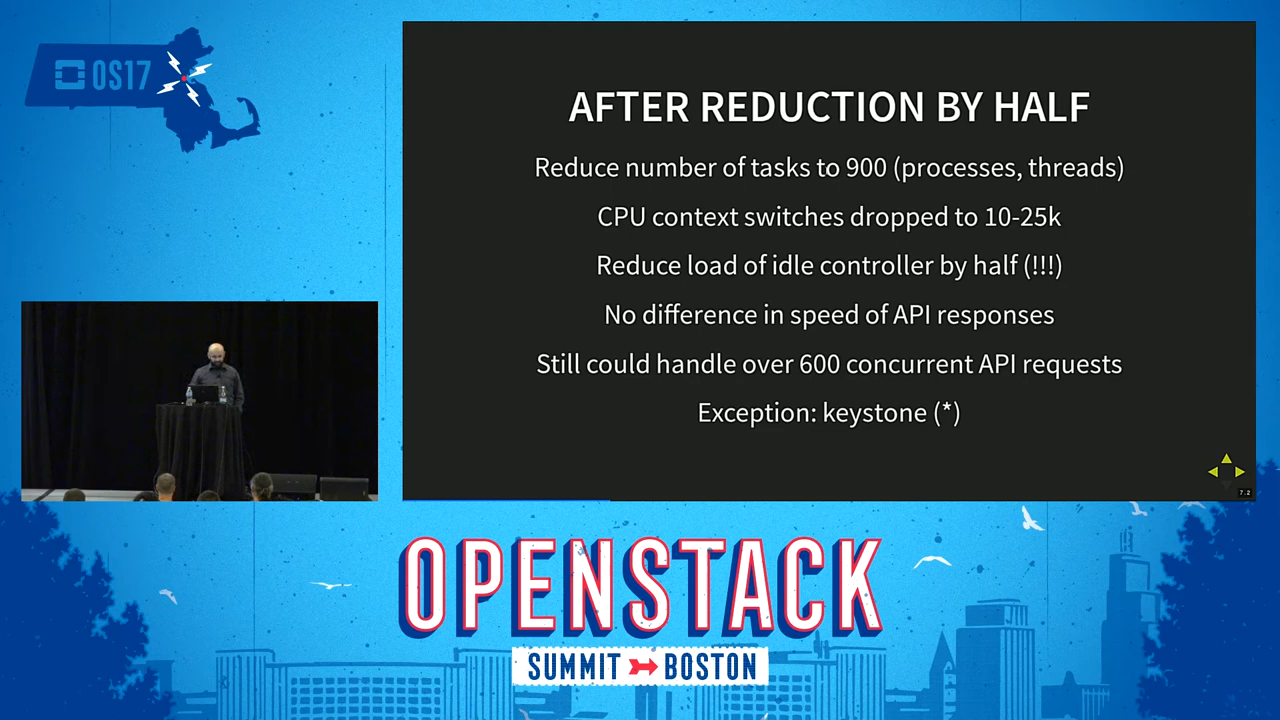 OS17
AFTER REDUCTION BY HALF
Reduce number of tasks to 900 (processes, threads)
CPU context switches dropped to 10-25k
Reduce load of idle controller by half (!!!)
No difference in speed of API responses
Still could handle over 600 concurrent API requests
Exception: keystone (*)
7.2
OPENSTACK
SUMMIT BOSTON